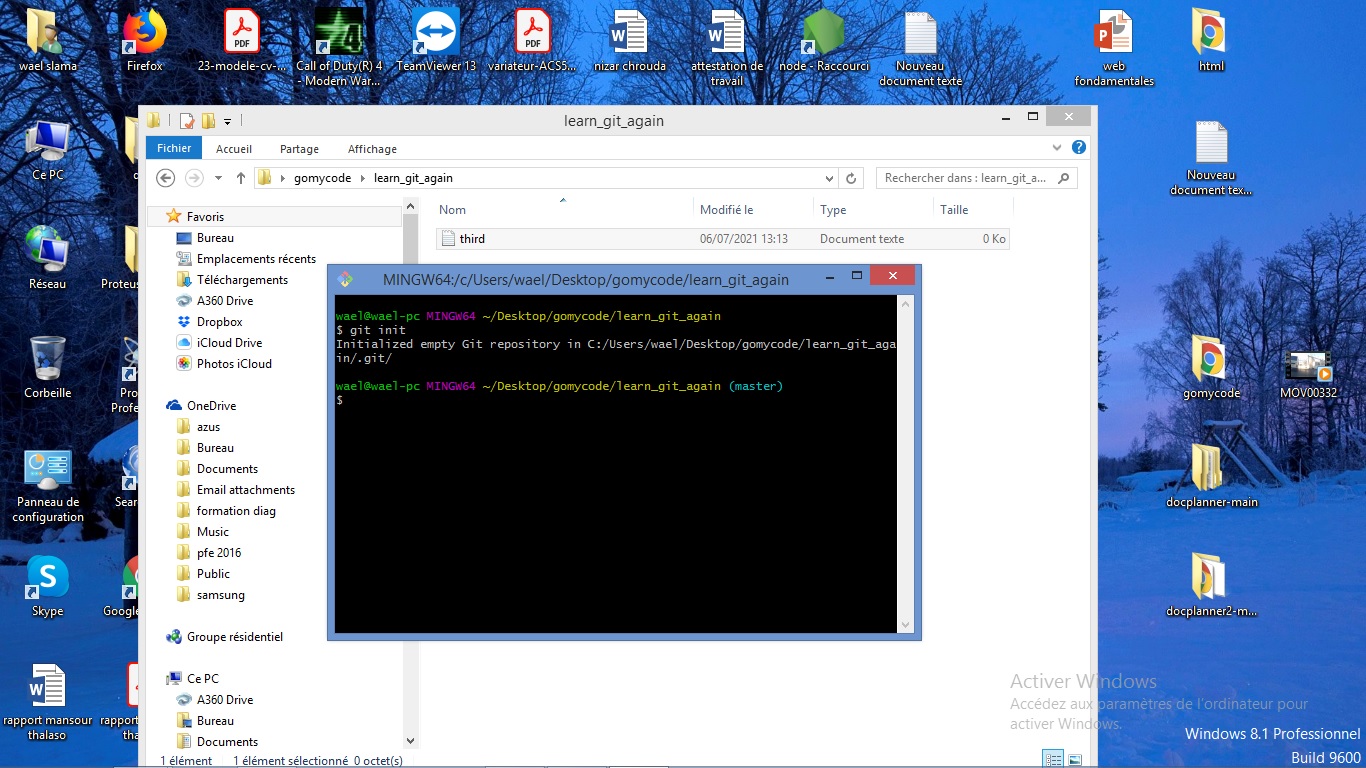 wael slama
Firefox
23-modele-cv-...
Call of Duty(R) 4
- Modern War...
TeamViewer 13
variateur-ACS5...
nizar chrouda
attestation de
travail
node - Raccourci
Nouveau
document texte
web
fondamentales
html
Ce PC
Réseau
Proteus
Corbeille
Pro
Profe
Panneau de
configuration
Sear
Skype
Google
rapport mansour
thalaso
rapport
tha
Nouveau
document tex...
gomycode
MOV00332
docplanner-main
docplanner2-m...
learn_git_again
Fichier
Accueil
Partage
Affichage
gomycode
learn_git_again
Rechercher dans : learn_git_a...
Nom
Modifié le
Type
Taille
third
06/07/2021 13:13
Document texte
0 Ko
Favoris
Bureau
Emplacements récents
Téléchargements
A360 Drive
Dropbox
iCloud Drive
Photos iCloud
OneDrive
azus
Bureau
Documents
Email attachments
formation diag
Music
pfe 2016
Public
samsung
Groupe résidentiel
Ce PC
A360 Drive
Bureau
Documents
1 élément
1 élément sélectionné 0 octet(s)
MINGW64:/c/Users/wael/Desktop/gomycode/learn_git_again
wael@wael-pc MINGW64 ~/Desktop/gomycode/learn_git_again
$ git init
Initialized empty Git repository in C:/Users/wael/Desktop/gomycode/learn_git_aga
in/.git/
wael@wael-pc MINGW64 ~/Desktop/gomycode/learn_git_again (master)
$
Activer Windows
Accédez aux paramètres de l'ordinateur pour
activer Windows.
Windows 8.1 Professionnel
Build 9600